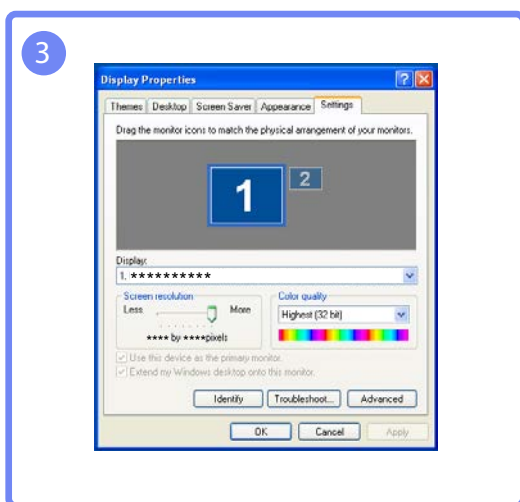 3
Display Properties
Themes Desktop Screen Saver Appearance Settings
Drag the monitor icons to match the physical arrangement of your monitors.
1 2
Display:
1. **********
Screen resolution Color quality
Less More Highest (32 bit)
**** by ****pixels
Use this device as the primary monitor.
Extend my Windows desktop onto this monitor.
Identify Troubleshoot... Advanced
OK Cancel Apply